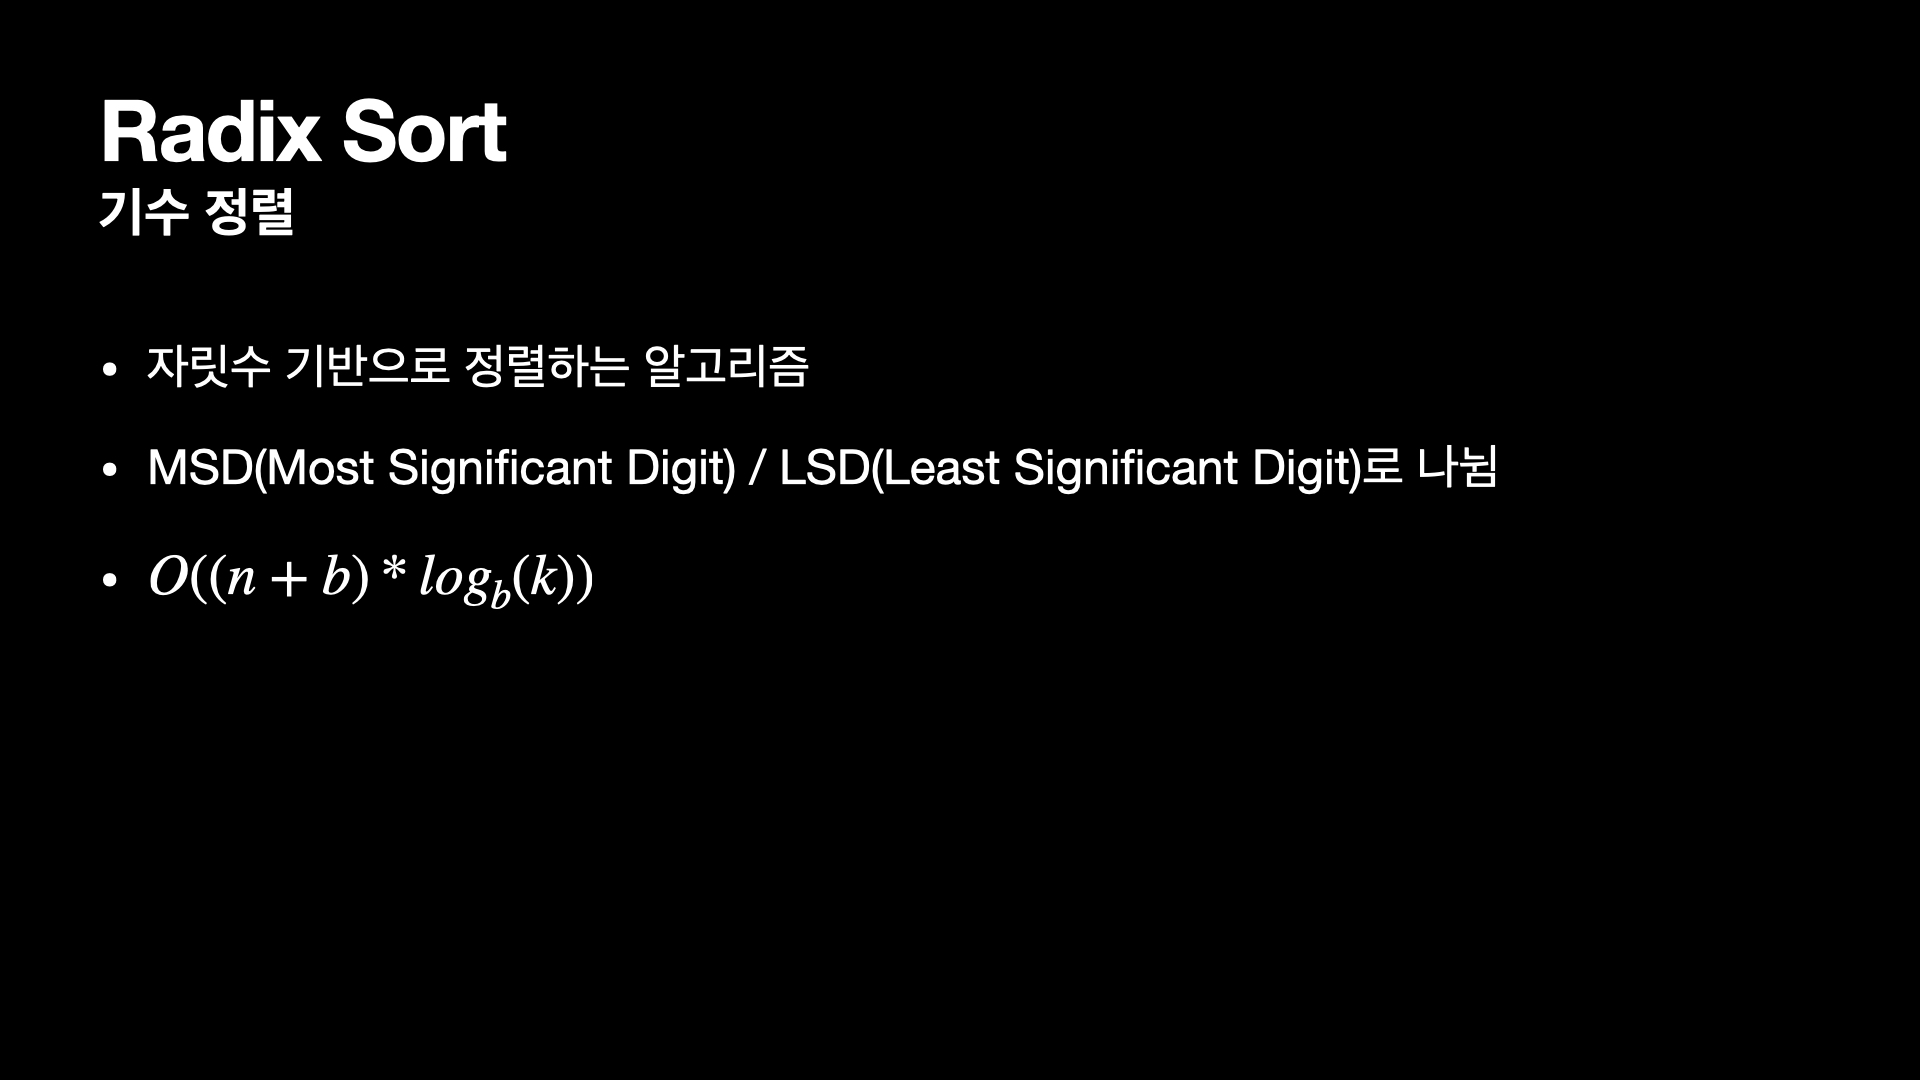 Radix Sort
기수 정렬
• 자릿수 기반으로 정렬하는 알고리즘
• MSD(Most Significant Digit) / LSD(Least Significant Digit)로 나뉨
• $O((n + b) * log_b(k))$